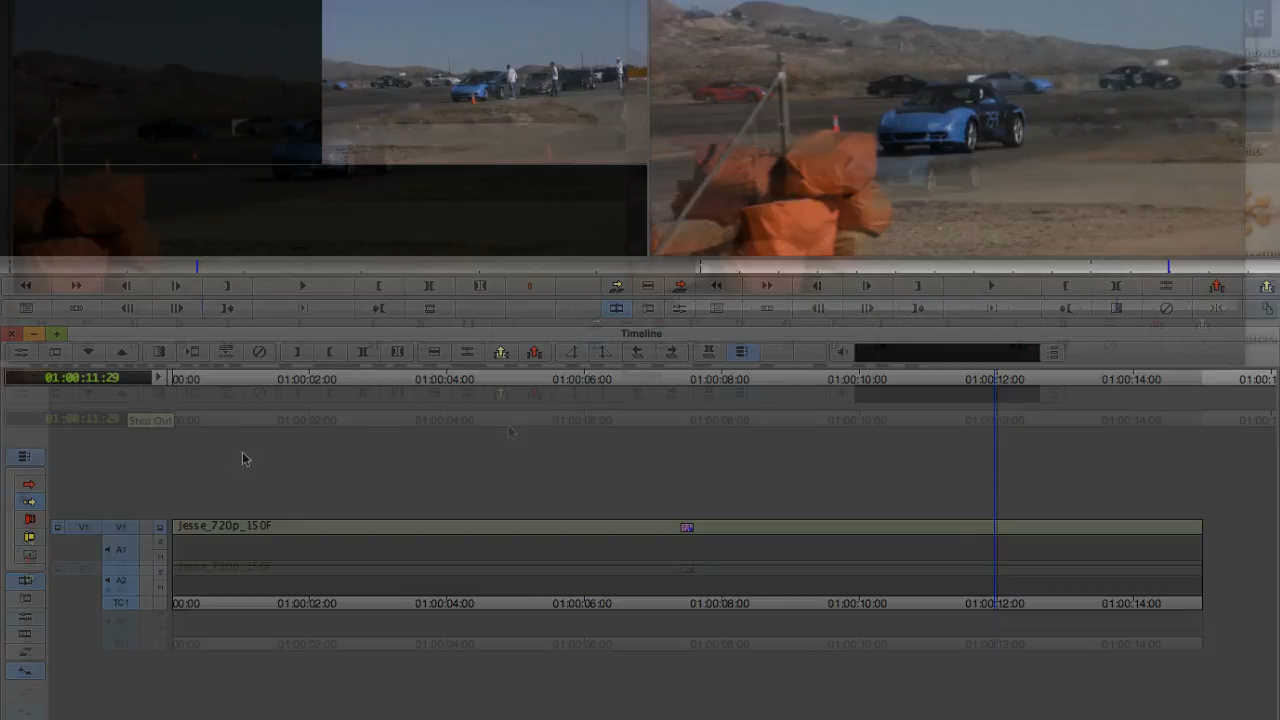 Timeline
01:00:11:29
00:00 01:00:02:00 01:00:04:00 01:00:06:00 01:00:08:00 01:00:10:00 01:00:12:00 01:00:14:00 01:00:1
01:00:11:29 Step Out 00:00 01:00:02:00 01:00:04:00 01:00:06:00 01:00:08:00 01:00:10:00 01:00:12:00 01:00:14:00
V1 V1 Jesse_720p_150F
A1
Jesse_720p_150F
A2
TC1 00:00 01:00:02:00 01:00:04:00 01:00:06:00 01:00:08:00 01:00:10:00 01:00:12:00 01:00:14:00
TC1 00:00 01:00:02:00 01:00:04:00 01:00:06:00 01:00:08:00 01:00:10:00 01:00:12:00 01:00:14:00